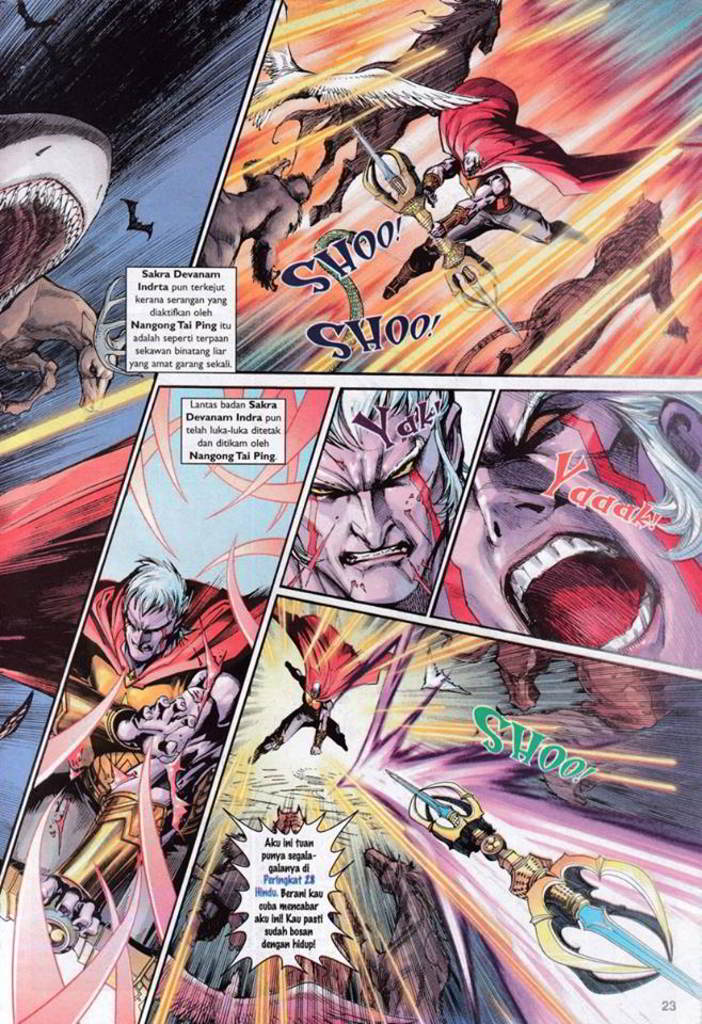 SHOO!
SHOO!
Sakra Devanam
Indrta pun terkejut
kerana serangan yang
diaktifkan oleh
Nangong Tai Ping itu
adalah seperti terpaan
sekawan binatang liar
yang amat garang sekali.
Lantas badan Sakra
Devanam Indra pun
telah luka-luka ditetak
dan ditikam oleh
Nangong Tai Ping.
Yak!
Yaaak!
SHOO!
Aku ini tuan
punya segala-
galanya di
Peringkat 28
Hindu. Berani kau
cuba mencabar
aku ini! Kau pasti
sudah bosan
dengan hidup!
23